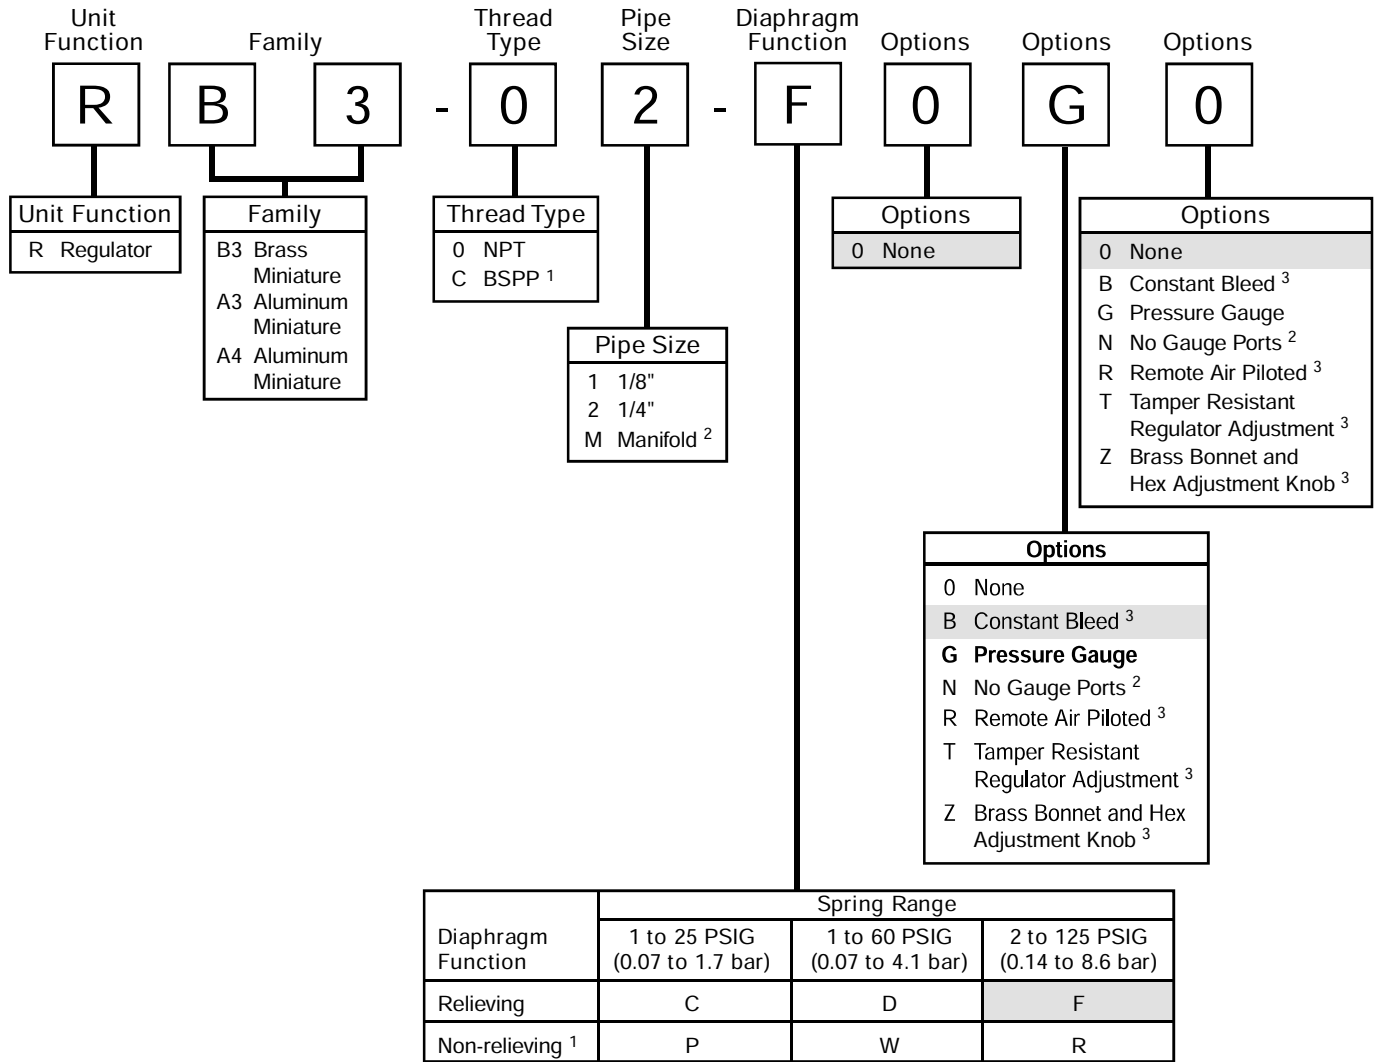 Unit Function
Family
Thread Type
Pipe Size
Diaphragm Function
Options
Options
Options
R B 3 - 0 2 - F 0 G 0
Unit Function
R Regulator
Family
B3 Brass
Miniature
A3 Aluminum
Miniature
A4 Aluminum
Miniature
Thread Type
0 NPT
C BSPP 1
Pipe Size
1 1/8"
2 1/4"
M Manifold 2
Options
0 None
Options
0 None
B Constant Bleed 3
G Pressure Gauge
N No Gauge Ports 2
R Remote Air Piloted 3
T Tamper Resistant
Regulator Adjustment 3
Z Brass Bonnet and
Hex Adjustment Knob 3
Options
0 None
B Constant Bleed 3
G Pressure Gauge
N No Gauge Ports 2
R Remote Air Piloted 3
T Tamper Resistant
Regulator Adjustment 3
Z Brass Bonnet and Hex
Adjustment Knob 3
Spring Range
Diaphragm Function
1 to 25 PSIG
(0.07 to 1.7 bar)
1 to 60 PSIG
(0.07 to 4.1 bar)
2 to 125 PSIG
(0.14 to 8.6 bar)
Relieving C D F
Non-relieving 1 P W R